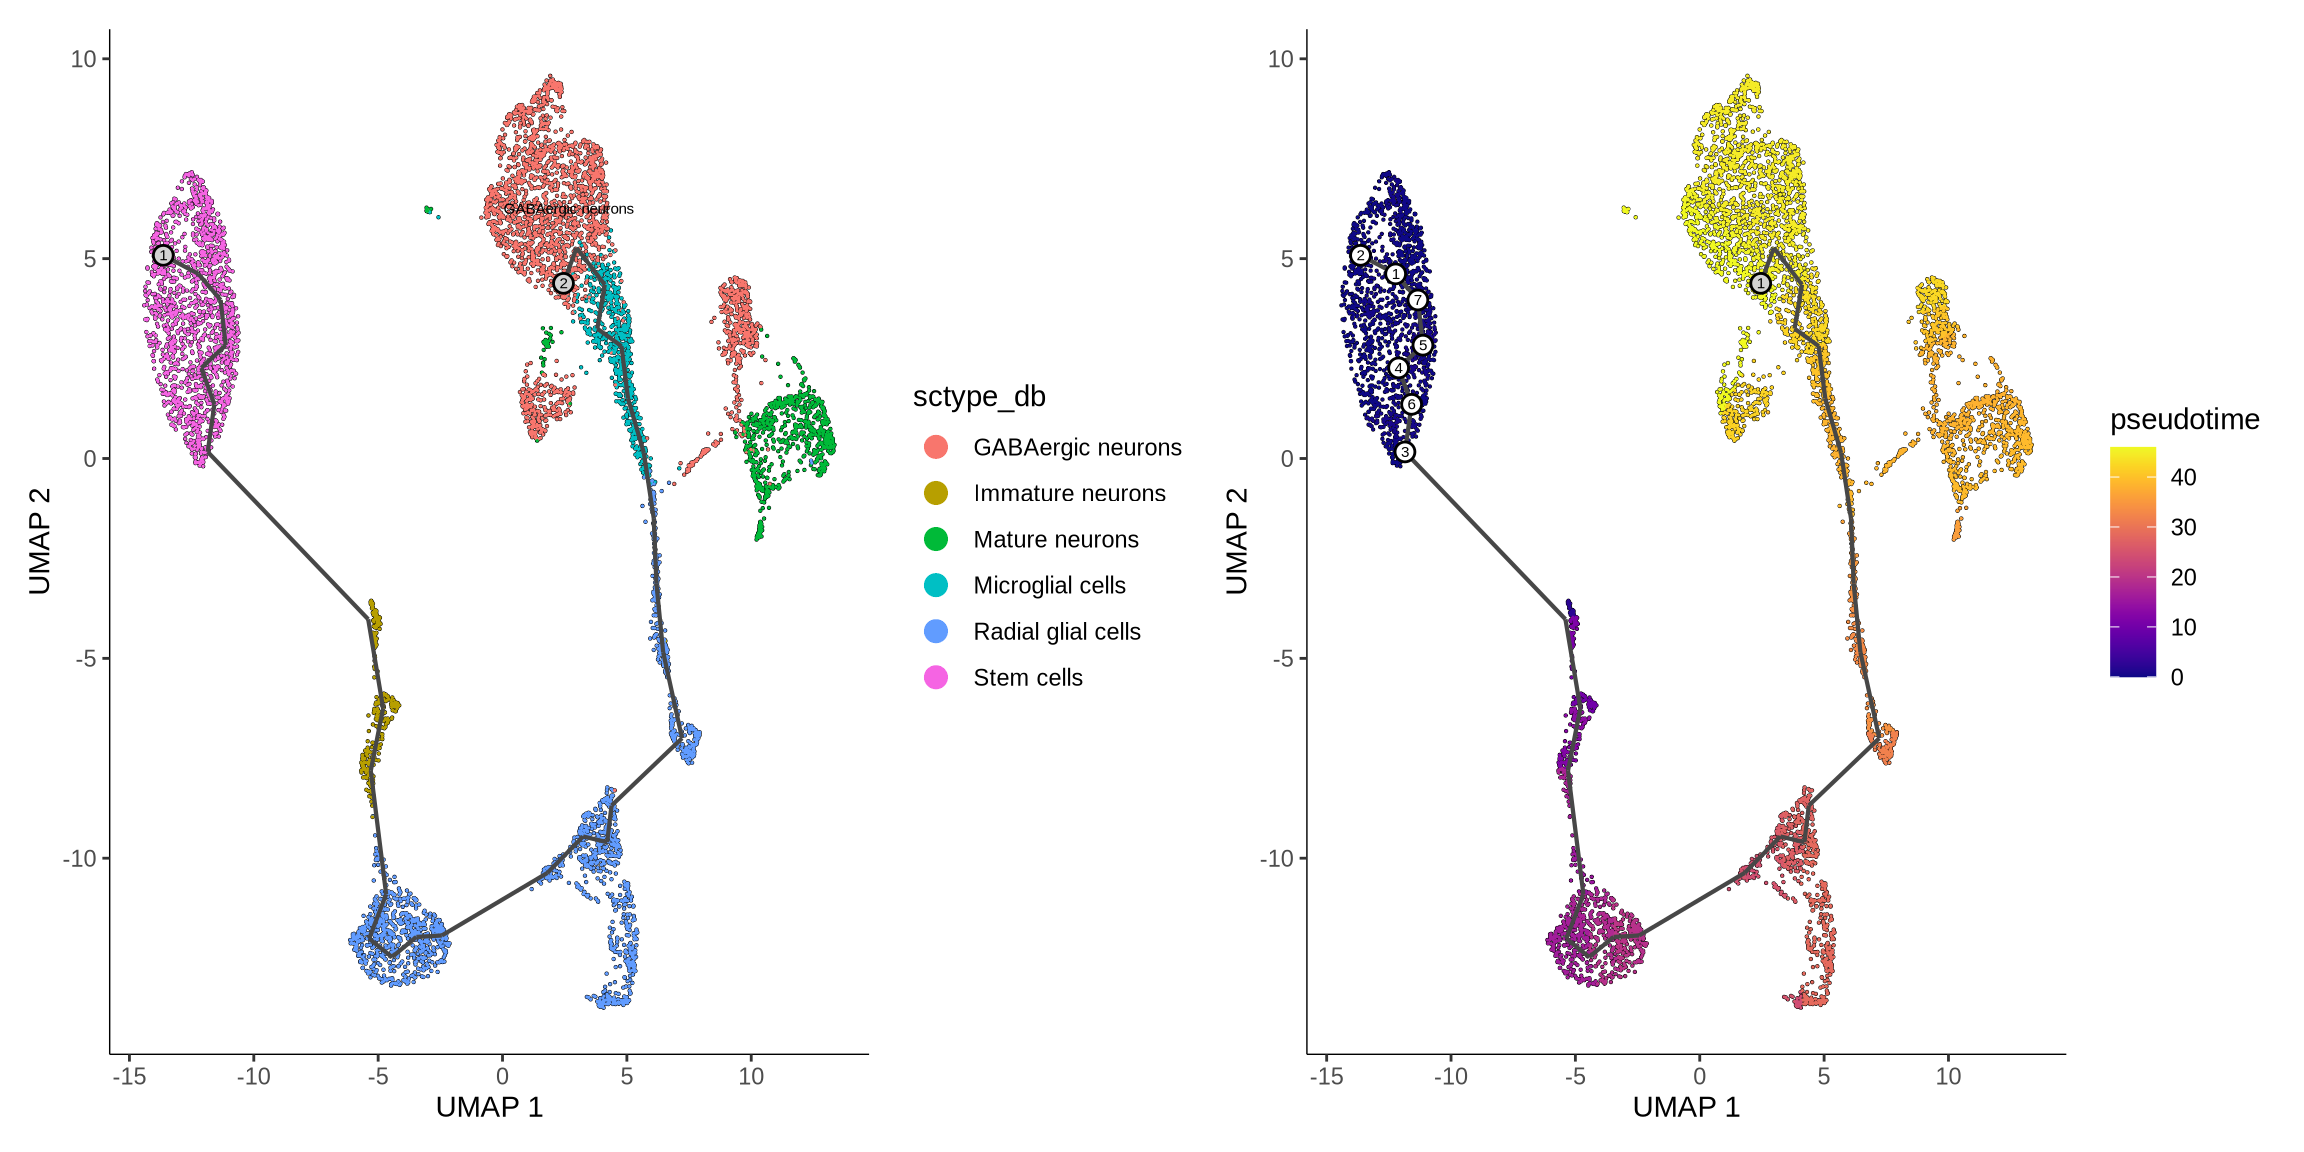 10
5
0
-5
-10
UMAP 2
-15
-10
-5
0
5
10
UMAP 1
1
2
GABAergic neurons
sctype_db
GABAergic neurons
Immature neurons
Mature neurons
Microglial cells
Radial glial cells
Stem cells
10
5
0
-5
-10
UMAP 2
-15
-10
-5
0
5
10
UMAP 1
2
1
7
5
4
6
3
1
pseudotime
40
30
20
10
0